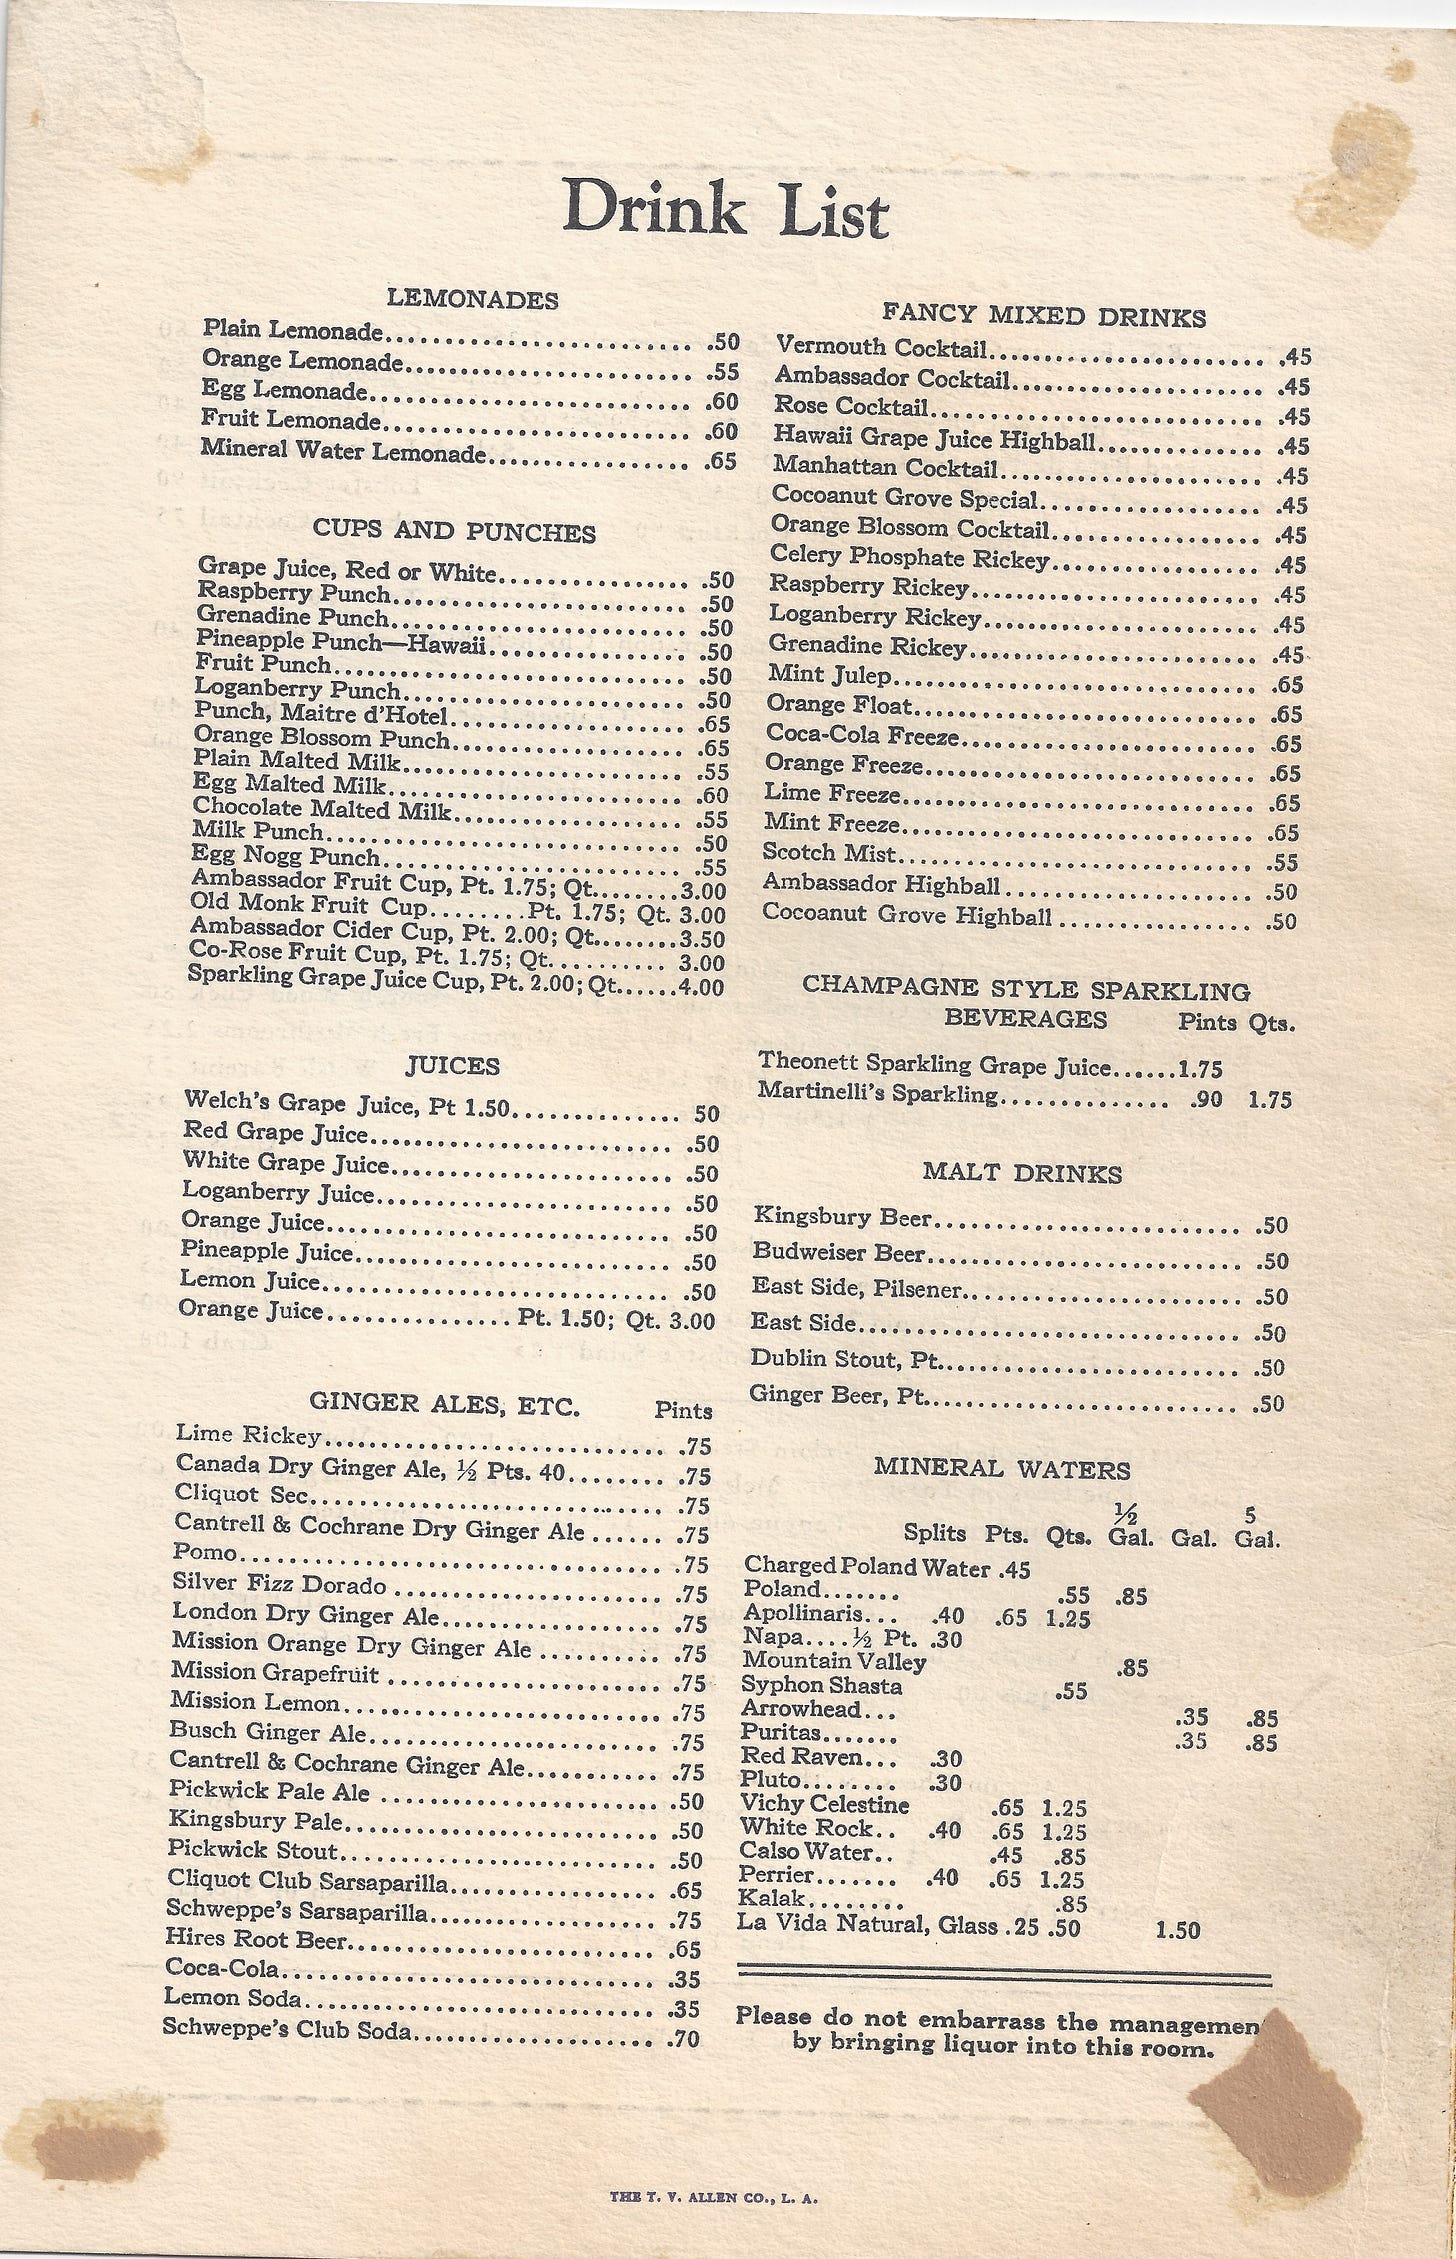 Drink List
LEMONADES
Plain Lemonade.......................... .50
Orange Lemonade........................ .55
Egg Lemonade........................... .60
Fruit Lemonade.......................... .60
Mineral Water Lemonade................. .65
CUPS AND PUNCHES
Grape Juice, Red or White................ .50
Raspberry Punch......................... .50
Grenadine Punch......................... .50
Pineapple Punch—Hawaii................. .50
Fruit Punch.............................. .50
Loganberry Punch........................ .50
Punch, Maitre d'Hotel.................... .65
Orange Blossom Punch................... .65
Plain Malted Milk........................ .55
Egg Malted Milk......................... .60
Chocolate Malted Milk................... .55
Milk Punch.............................. .50
Egg Nogg Punch......................... .55
Ambassador Fruit Cup, Pt. 1.75; Qt........3.00
Old Monk Fruit Cup........Pt. 1.75; Qt. 3.00
Ambassador Cider Cup, Pt. 2.00; Qt........3.50
Co-Rose Fruit Cup, Pt. 1.75; Qt.......... 3.00
Sparkling Grape Juice Cup, Pt. 2.00; Qt......4.00
JUICES
Welch's Grape Juice, Pt 1.50.............. 50
Red Grape Juice......................... .50
White Grape Juice....................... .50
Loganberry Juice........................ .50
Orange Juice............................ .50
Pineapple Juice.......................... .50
Lemon Juice............................ .50
Orange Juice............... Pt. 1.50; Qt. 3.00
GINGER ALES, ETC. Pints
Lime Rickey............................ .75
Canada Dry Ginger Ale, ½ Pts. 40........ .75
Cliquot Sec............................. .75
Cantrell & Cochrane Dry Ginger Ale ...... .75
Pomo................................... .75
Silver Fizz Dorado ...................... .75
London Dry Ginger Ale.................. .75
Mission Orange Dry Ginger Ale .......... .75
Mission Grapefruit ...................... .75
Mission Lemon.......................... .75
Busch Ginger Ale........................ .75
Cantrell & Cochrane Ginger Ale........... .75
Pickwick Pale Ale ....................... .50
Kingsbury Pale.......................... .50
Pickwick Stout.......................... .50
Cliquot Club Sarsaparilla................. .65
Schweppe's Sarsaparilla................... .75
Hires Root Beer.......................... .65
Coca-Cola............................... .35
Lemon Soda............................. .35
Schweppe's Club Soda.................... .70
FANCY MIXED DRINKS
Vermouth Cocktail....................... .45
Ambassador Cocktail..................... .45
Rose Cocktail............................ .45
Hawaii Grape Juice Highball.............. .45
Manhattan Cocktail...................... .45
Cocoanut Grove Special................... .45
Orange Blossom Cocktail.................. .45
Celery Phosphate Rickey.................. .45
Raspberry Rickey........................ .45
Loganberry Rickey....................... .45
Grenadine Rickey........................ .45
Mint Julep.............................. .65
Orange Float............................ .65
Coca-Cola Freeze........................ .65
Orange Freeze........................... .65
Lime Freeze............................. .65
Mint Freeze............................. .65
Scotch Mist.............................. .55
Ambassador Highball..................... .50
Cocoanut Grove Highball ................. .50
CHAMPAGNE STYLE SPARKLING
BEVERAGES Pints Qts.
Theonett Sparkling Grape Juice......1.75
Martinelli's Sparkling.............. .90 1.75
MALT DRINKS
Kingsbury Beer.......................... .50
Budweiser Beer.......................... .50
East Side, Pilsener....................... .50
East Side................................ .50
Dublin Stout, Pt......................... .50
Ginger Beer, Pt.......................... .50
MINERAL WATERS
½ 5
Splits Pts. Qts. Gal. Gal. Gal.
Charged Poland Water .45
Poland....... .55 .85
Apollinaris... .40 .65 1.25
Napa....½ Pt. .30
Mountain Valley .85
Syphon Shasta .55
Arrowhead... .35 .85
Puritas....... .35 .85
Red Raven... .30
Pluto........ .30
Vichy Celestine .65 1.25
White Rock.. .40 .65 1.25
Calso Water.. .45 .85
Perrier....... .40 .65 1.25
Kalak........ .85
La Vida Natural, Glass .25 .50 1.50
Please do not embarrass the managemen
by bringing liquor into this room.
THE T. V. ALLEN CO., L. A.